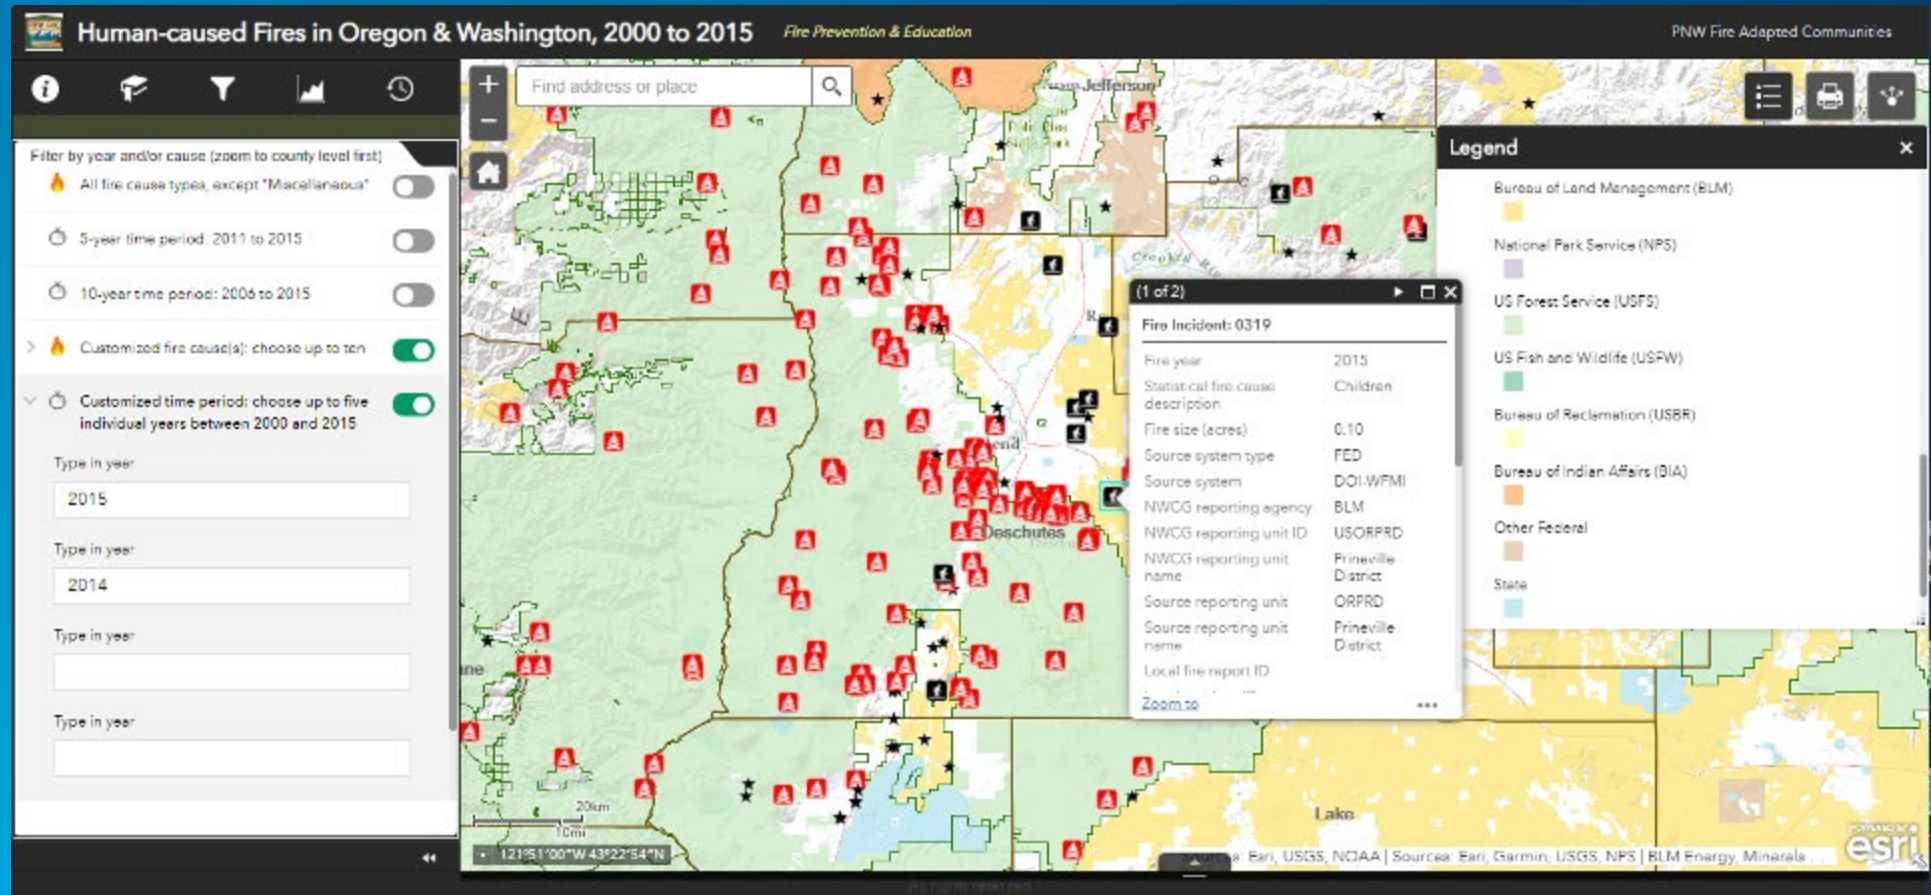 Human-caused Fires in Oregon & Washington, 2000 to 2015
Fire Prevention & Education
PNW Fire Adapted Communities
Filter by year and/or cause (zoom to county level first)
All fire cause types, except "Miscellaneous"
5-year time period: 2011 to 2015
10-year time period: 2006 to 2015
Customized fire cause(s): choose up to ten
Customized time period: choose up to five
individual years between 2000 and 2015
Type in year
2015
Type in year
2014
Type in year
Type in year
+
Find address or place
−
Jefferson
Crooked
Deschutes
Lake
20km
10mi
121°51'00"W 43°22'54"N
(1 of 2)
Fire Incident: 0319
Fire year 2015
Statistical fire cause Children
description
Fire size (acres) 0.10
Source system type FED
Source system DOI-WFMI
NWCG reporting agency BLM
NWCG reporting unit ID USORPRD
NWCG reporting unit Prineville
name District
Source reporting unit ORPRD
Source reporting unit Prineville
name District
Local fire report ID
Zoom to
Legend
Bureau of Land Management (BLM)
National Park Service (NPS)
US Forest Service (USFS)
US Fish and Wildlife (USFW)
Bureau of Reclamation (USBR)
Bureau of Indian Affairs (BIA)
Other Federal
State
: Esri, USGS, NOAA | Sources: Esri, Garmin, USGS, NPS | BLM Energy, Minerals ...
POWERED BY
esri
All rights reserved